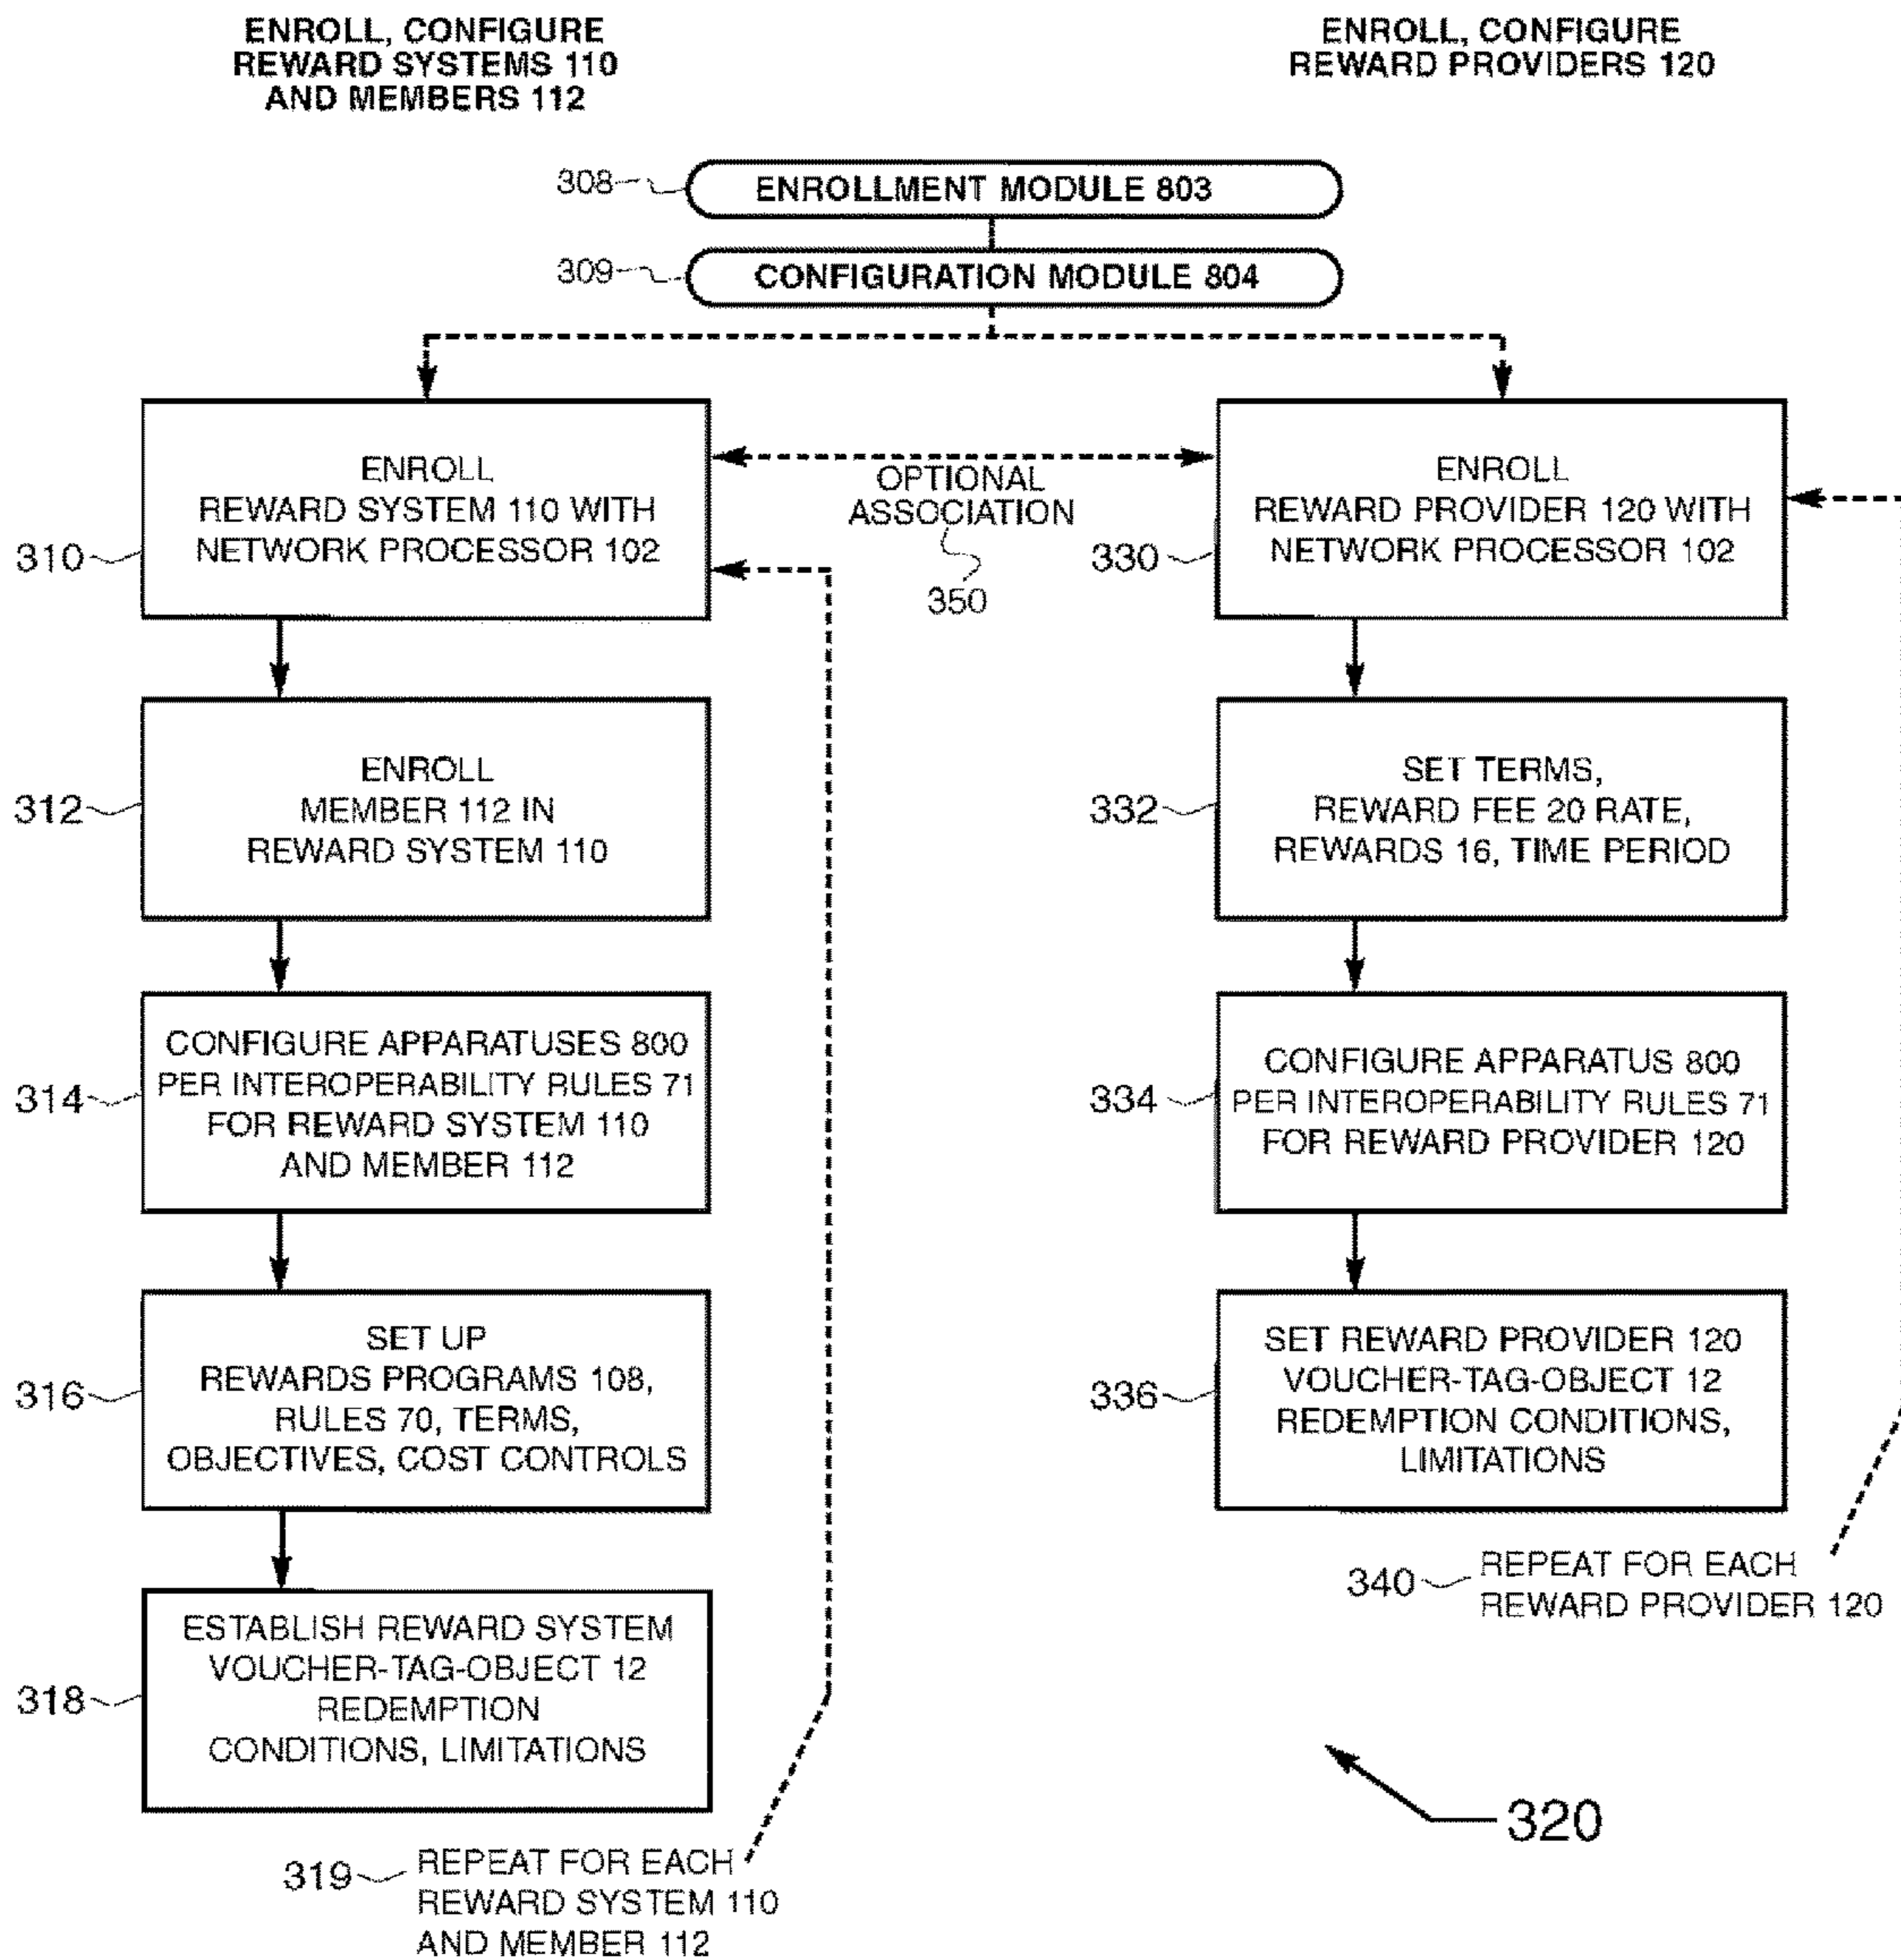 ENROLL, CONFIGURE
REWARD SYSTEMS 110
AND MEMBERS 112
ENROLL, CONFIGURE
REWARD PROVIDERS 120
308
ENROLLMENT MODULE 803
309
CONFIGURATION MODULE 804
310
ENROLL
REWARD SYSTEM 110 WITH
NETWORK PROCESSOR 102
OPTIONAL
ASSOCIATION
350
330
ENROLL
REWARD PROVIDER 120 WITH
NETWORK PROCESSOR 102
312
ENROLL
MEMBER 112 IN
REWARD SYSTEM 110
332
SET TERMS,
REWARD FEE 20 RATE,
REWARDS 16, TIME PERIOD
314
CONFIGURE APPARATUSES 800
PER INTEROPERABILITY RULES 71
FOR REWARD SYSTEM 110
AND MEMBER 112
334
CONFIGURE APPARATUS 800
PER INTEROPERABILITY RULES 71
FOR REWARD PROVIDER 120
316
SET UP
REWARDS PROGRAMS 108,
RULES 70, TERMS,
OBJECTIVES, COST CONTROLS
336
SET REWARD PROVIDER 120
VOUCHER-TAG-OBJECT 12
REDEMPTION CONDITIONS,
LIMITATIONS
318
ESTABLISH REWARD SYSTEM
VOUCHER-TAG-OBJECT 12
REDEMPTION
CONDITIONS, LIMITATIONS
340
REPEAT FOR EACH
REWARD PROVIDER 120
320
319
REPEAT FOR EACH
REWARD SYSTEM 110
AND MEMBER 112